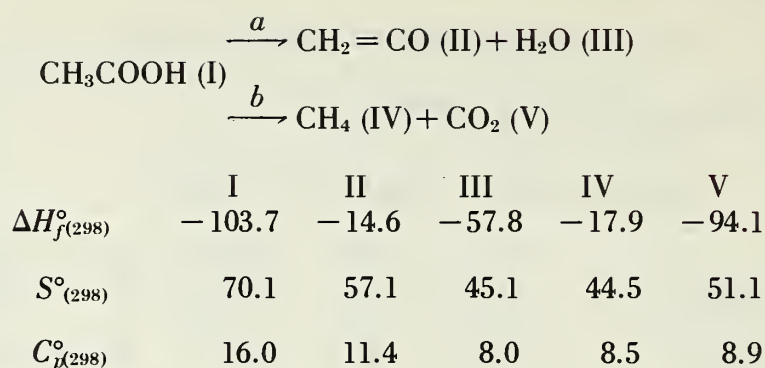 a
CH₂=CO (II)+H₂O (III)
CH₃COOH (I)
b
CH₄ (IV)+CO₂ (V)
I II III IV V
ΔH°f(298) −103.7 −14.6 −57.8 −17.9 −94.1
S°(298) 70.1 57.1 45.1 44.5 51.1
C°p(298) 16.0 11.4 8.0 8.5 8.9